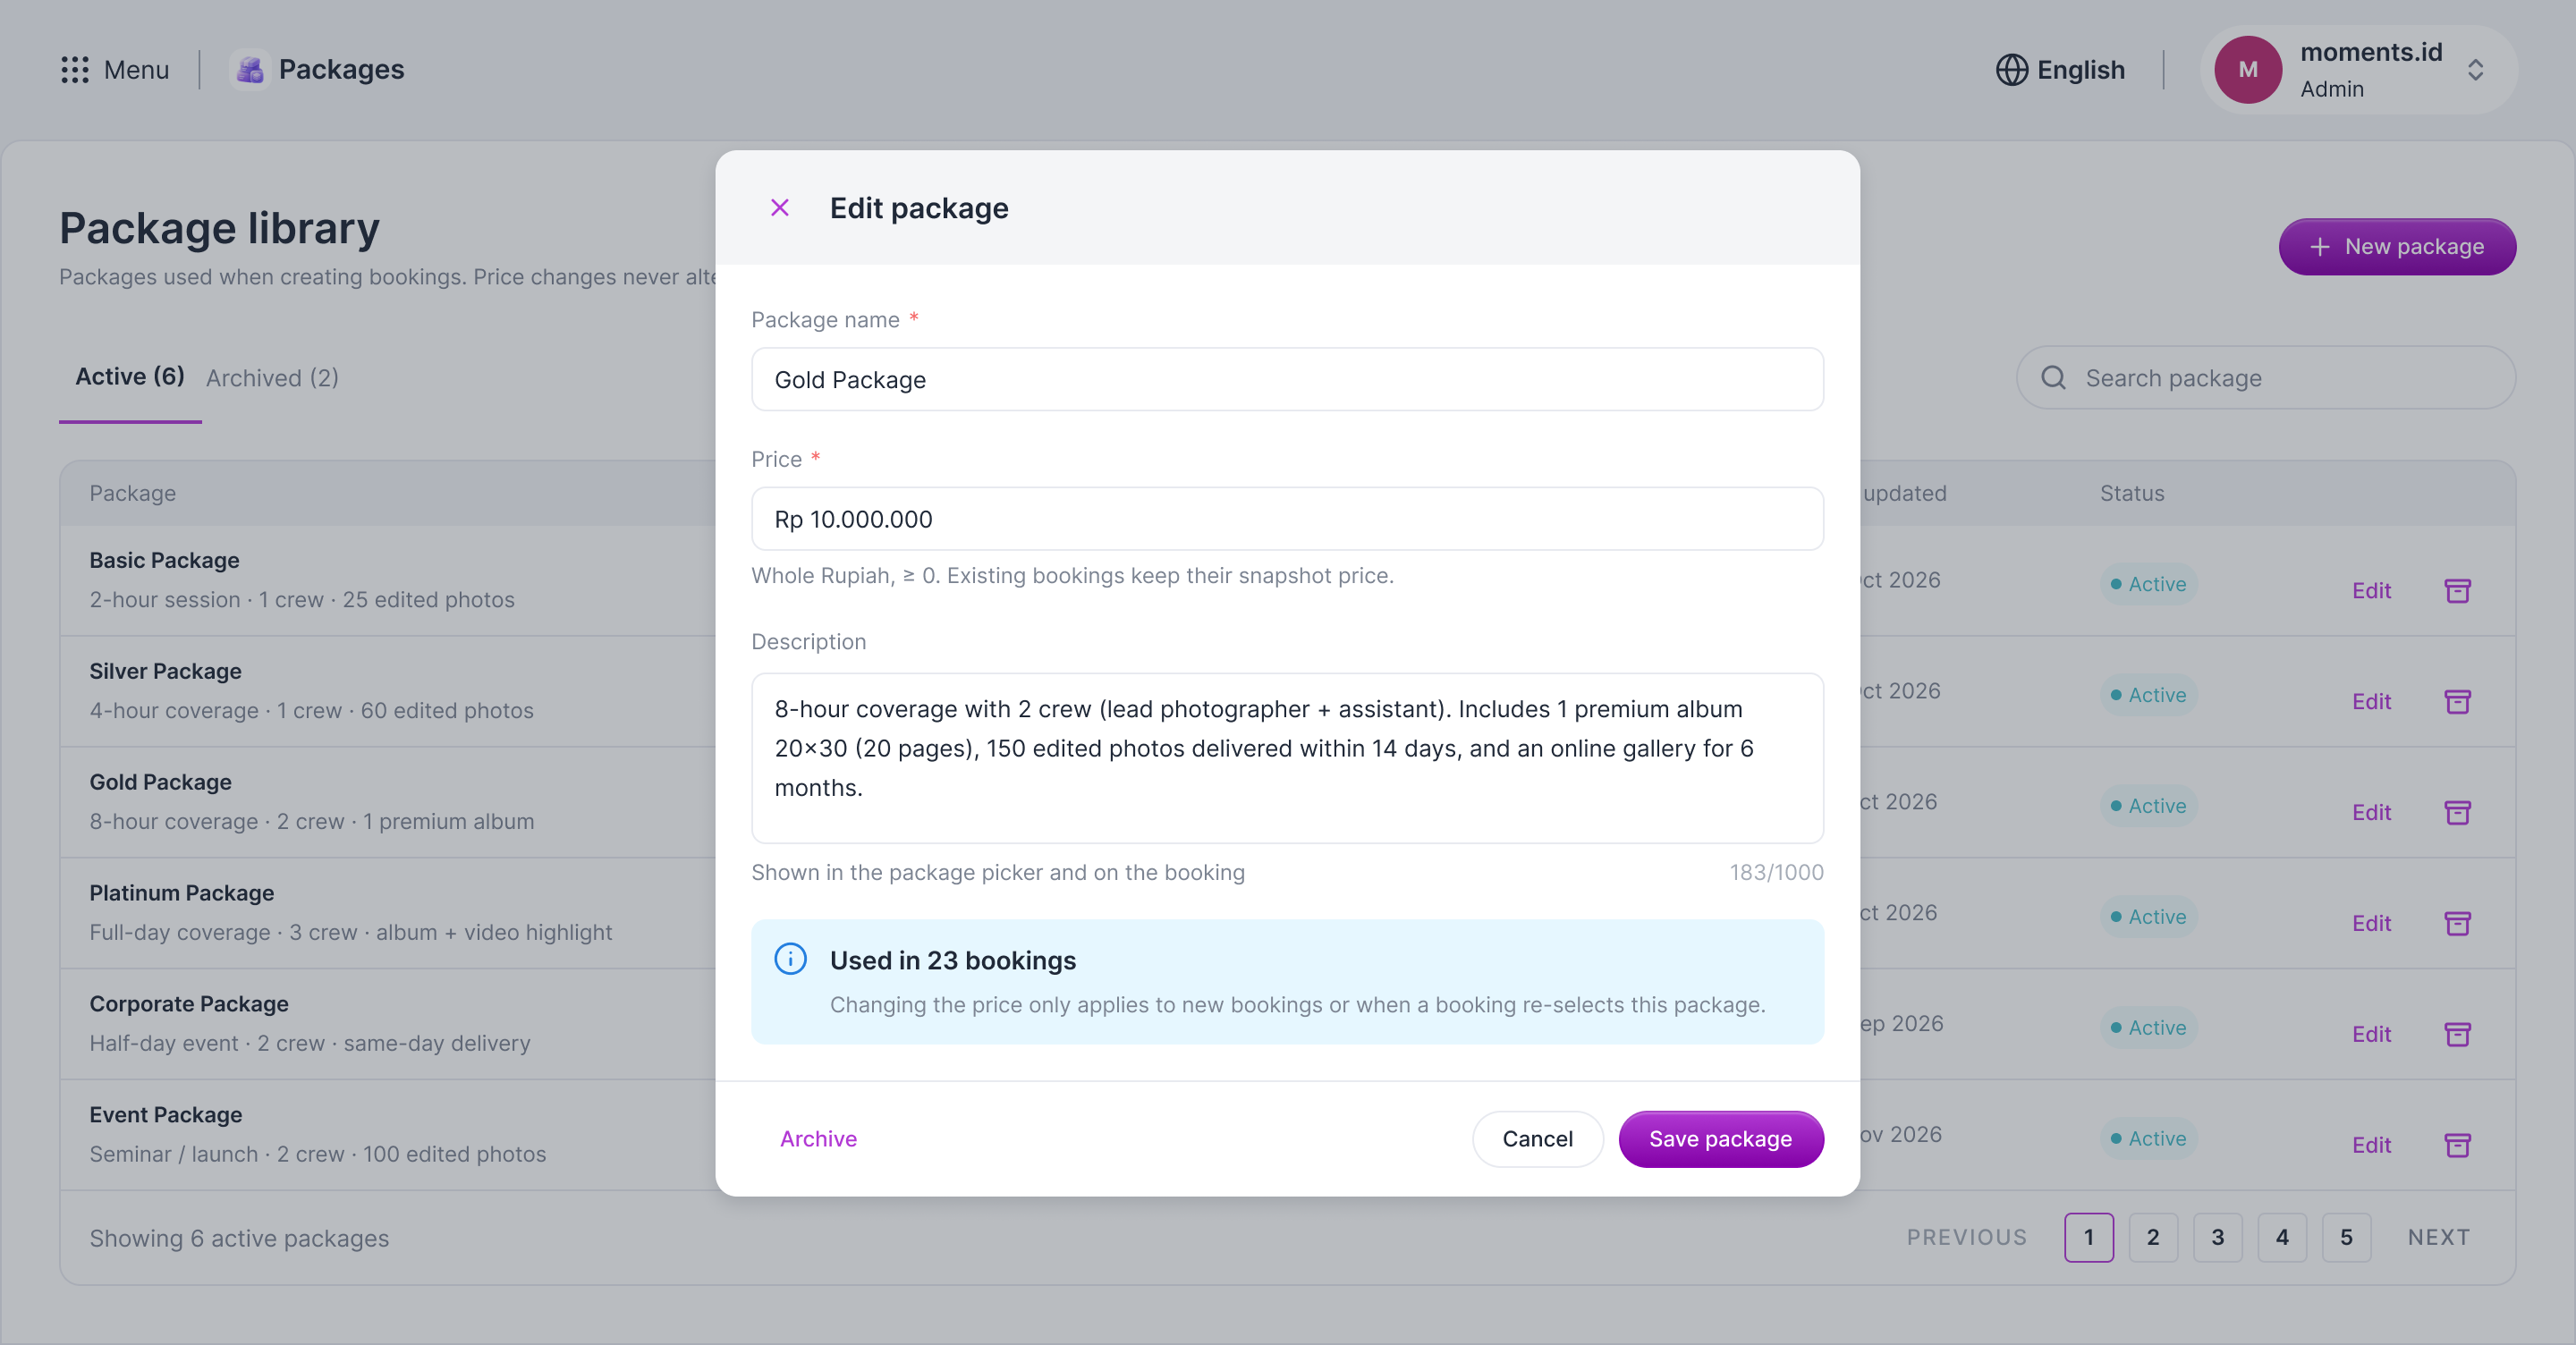 Menu
Packages
English
M
moments.id
Admin
Package library
Packages used when creating bookings. Price changes never
New package
Active (6)
Archived (2)
Search package
Package
updated
Status
Basic Package
2-hour session · 1 crew · 25 edited photos
2026
Active
Edit
Silver Package
4-hour coverage · 1 crew · 60 edited photos
2026
Active
Edit
Gold Package
8-hour coverage · 2 crew · 1 premium album
2026
Active
Edit
Platinum Package
Full-day coverage · 3 crew · album + video highlight
2026
Active
Edit
Corporate Package
Half-day event · 2 crew · same-day delivery
2026
Active
Edit
Event Package
Seminar / launch · 2 crew · 100 edited photos
2026
Active
Edit
Showing 6 active packages
PREVIOUS
1
2
3
4
5
NEXT
Edit package
Package name *
Gold Package
Price *
Rp 10.000.000
Whole Rupiah, ≥ 0. Existing bookings keep their snapshot price.
Description
8-hour coverage with 2 crew (lead photographer + assistant). Includes 1 premium album
20×30 (20 pages), 150 edited photos delivered within 14 days, and an online gallery for 6
months.
Shown in the package picker and on the booking
183/1000
Used in 23 bookings
Changing the price only applies to new bookings or when a booking re-selects this package.
Archive
Cancel
Save package